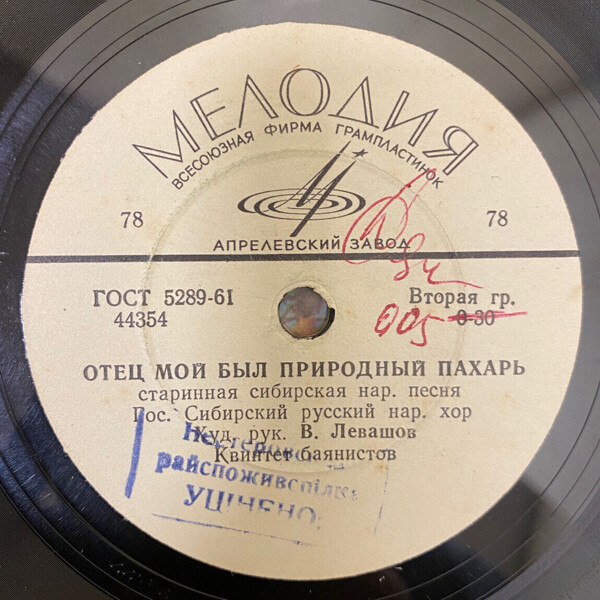 МЕЛОДИЯ
ВСЕСОЮЗНАЯ ФИРМА ГРАМПЛАСТИНОК
78 78
АПРЕЛЕВСКИЙ ЗАВОД
ГОСТ 5289-61 Вторая гр.
44354 0-30
005
ОТЕЦ МОЙ БЫЛ ПРИРОДНЫЙ ПАХАРЬ
старинная сибирская нар. песня
Гос. Сибирский русский нар. хор
Худ. рук. В. Левашов
Квинтет баянистов
райспоживспілка
УЦІНЕНО